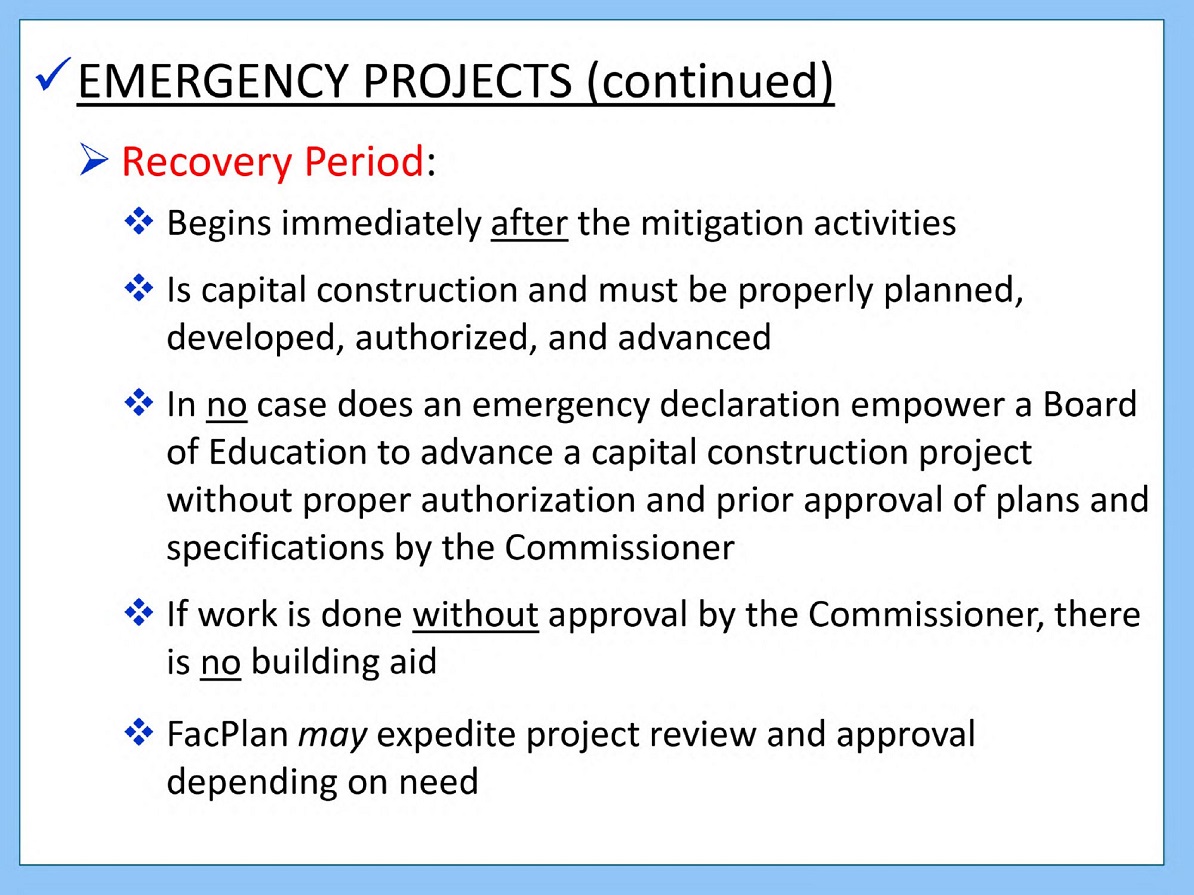 EMERGENCY PROJECTS (continued)
Recovery Period:
Begins immediately after the mitigation activities
Is capital construction and must be properly planned,
developed, authorized, and advanced
In no case does an emergency declaration empower a Board
of Education to advance a capital construction project
without proper authorization and prior approval of plans and
specifications by the Commissioner
If work is done without approval by the Commissioner, there
is no building aid
FacPlan may expedite project review and approval
depending on need